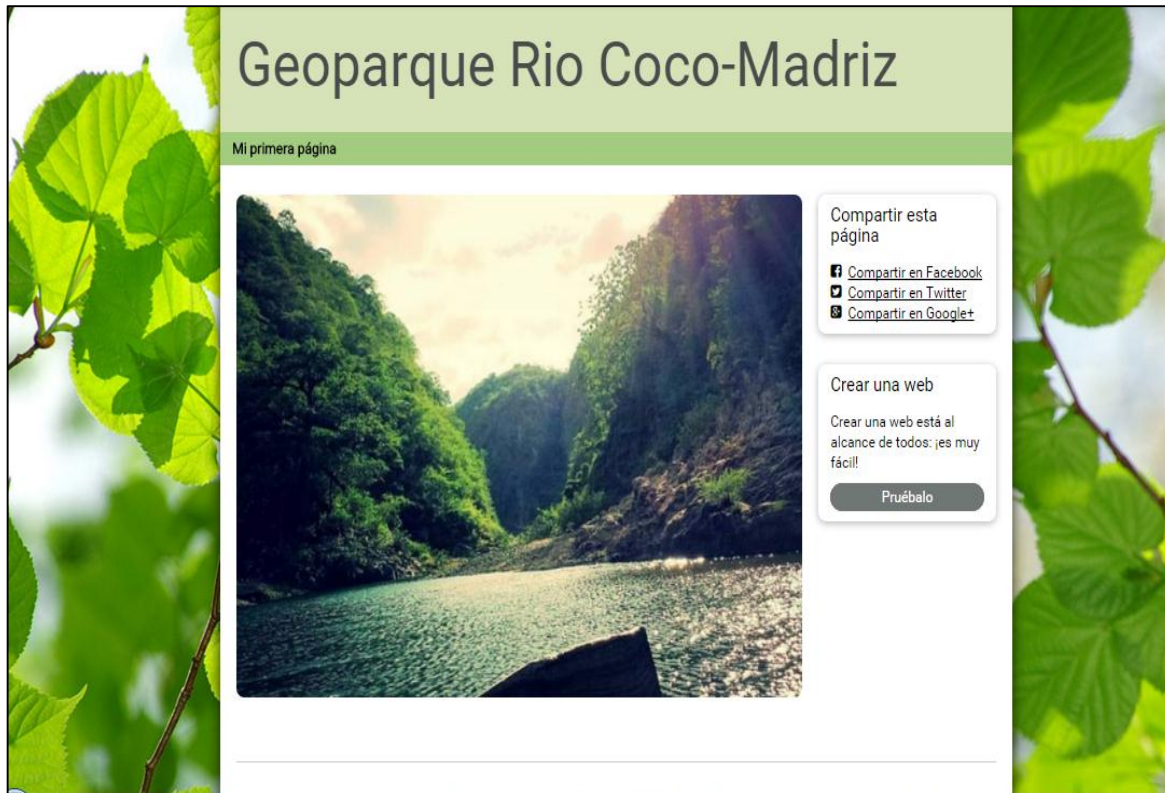 Geoparque Rio Coco-Madriz
Mi primera página
Compartir esta
página
Compartir en Facebook
Compartir en Twitter
Compartir en Google+
Crear una web
Crear una web está al
alcance de todos: ¡es muy
fácil!
Pruébalo